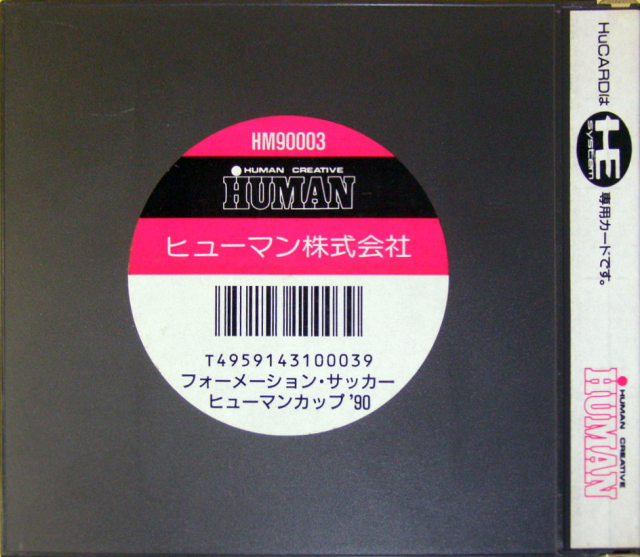 HM90003
HUMAN CREATIVE
HUMAN
ヒューマン株式会社
T4959143100039
フォーメーション・サッカー
ヒューマンカップ '90
HuCARDは HE SYSTEM 専用カードです。
HUMAN CREATIVE
HUMAN